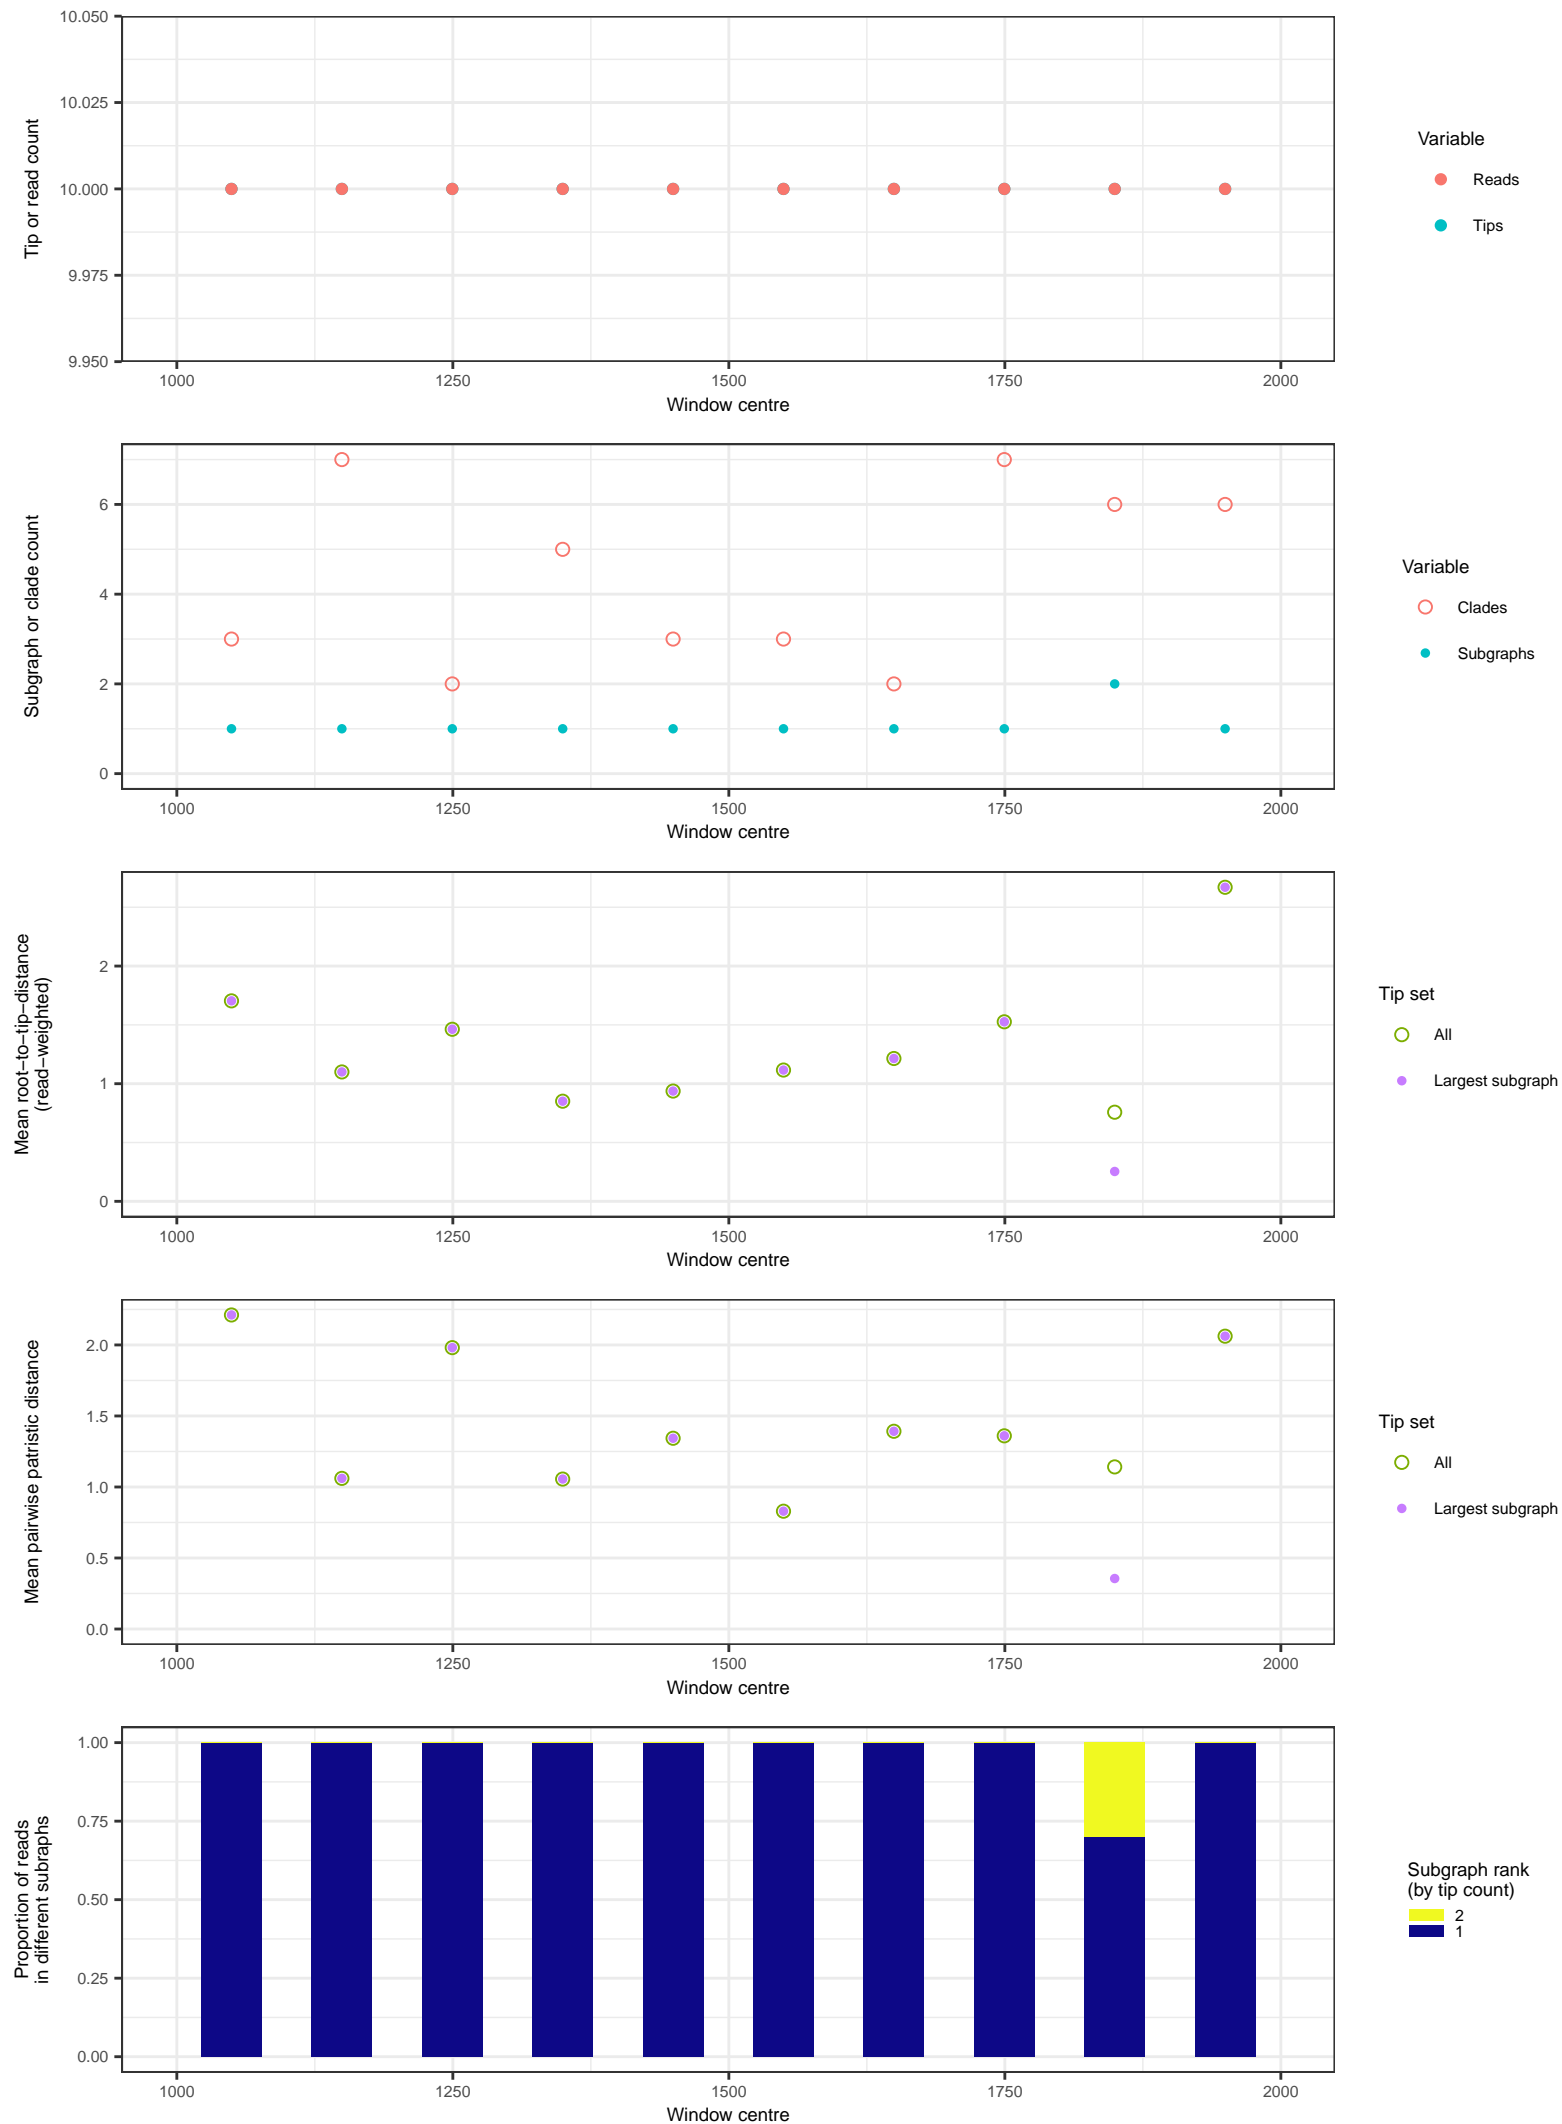 10.050
10.025
10.000
9.975
9.950
Tip or read count
1000 1250 1500 1750 2000
Window centre
Variable
Reads
Tips
6
4
2
0
Subgraph or clade count
1000 1250 1500 1750 2000
Window centre
Variable
Clades
Subgraphs
2
1
0
Mean root−to−tip−distance
(read−weighted)
1000 1250 1500 1750 2000
Window centre
Tip set
All
Largest subgraph
2.0
1.5
1.0
0.5
0.0
Mean pairwise patristic distance
1000 1250 1500 1750 2000
Window centre
Tip set
All
Largest subgraph
1.00
0.75
0.50
0.25
0.00
Proportion of reads
in different subraphs
1000 1250 1500 1750 2000
Window centre
Subgraph rank
(by tip count)
2
1